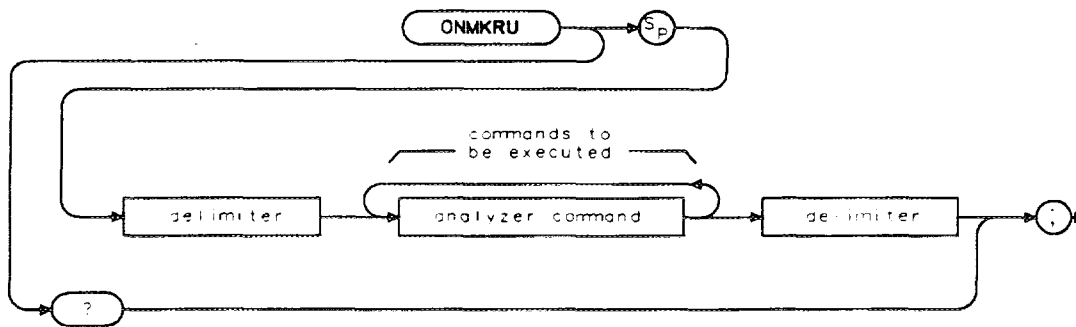 ONMKRU
SP
commands to
be executed
delimiter
analyzer command
delimiter
;
?